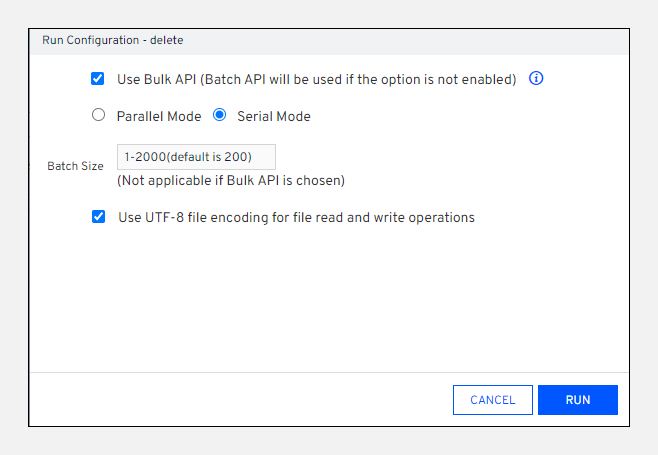 Run Configuration - delete
Use Bulk API (Batch API will be used if the option is not enabled)
Parallel Mode Serial Mode
Batch Size 1-2000(default is 200)
(Not applicable if Bulk API is chosen)
Use UTF-8 file encoding for file read and write operations
CANCEL RUN